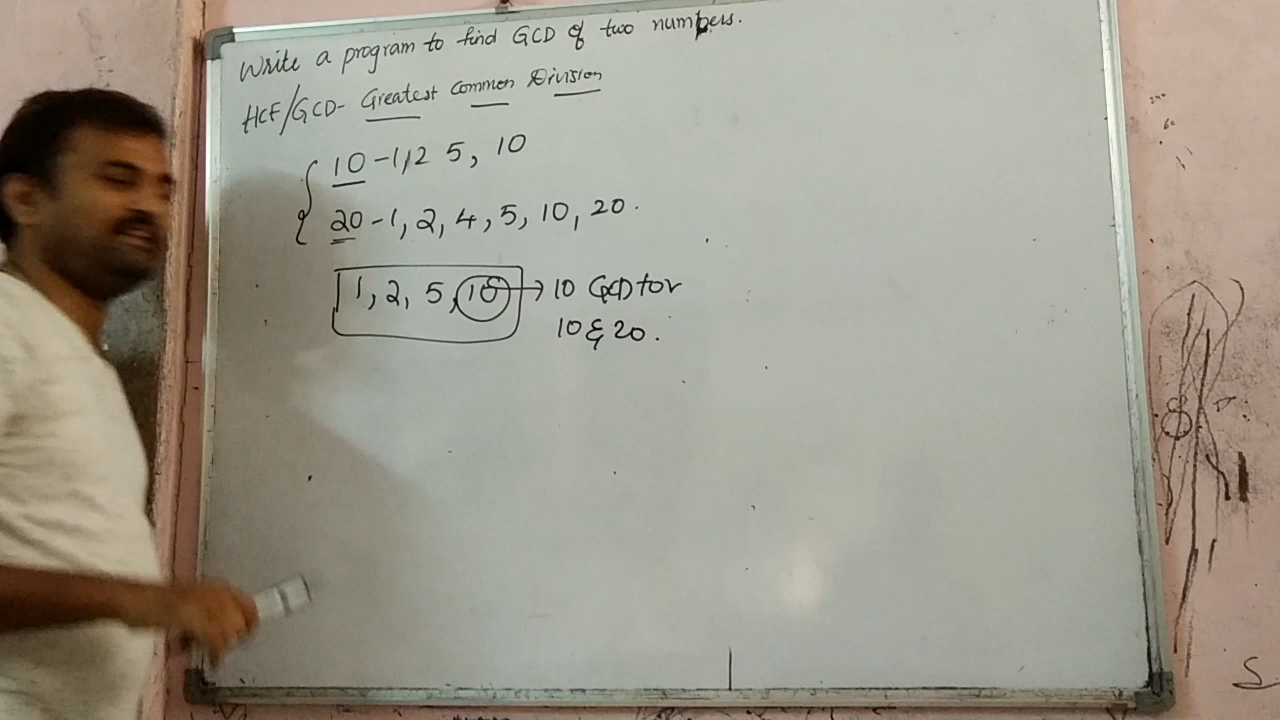 Write a program to find GCD of two numbers.
HCF/GCD- Greatest Common Division
10 -1,2 5, 10
20 -1, 2, 4, 5, 10, 20.
1, 2, 5, 10 → 10 GCD for
10 & 20.
S